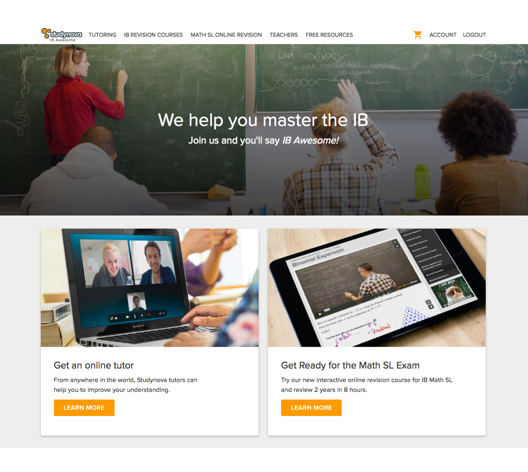 studynova
IB Awesome
TUTORING
IB REVISION COURSES
MATH SL ONLINE REVISION
TEACHERS
FREE RESOURCES
ACCOUNT
LOGOUT
DNA
We help you master the IB
Join us and you'll say IB Awesome!
Binomial Expansion
Get an online tutor
From anywhere in the world, Studynova tutors can
help you to improve your understanding.
LEARN MORE
Get Ready for the Math SL Exam
Try our new interactive online revision course for IB Math SL
and review 2 years in 8 hours.
LEARN MORE